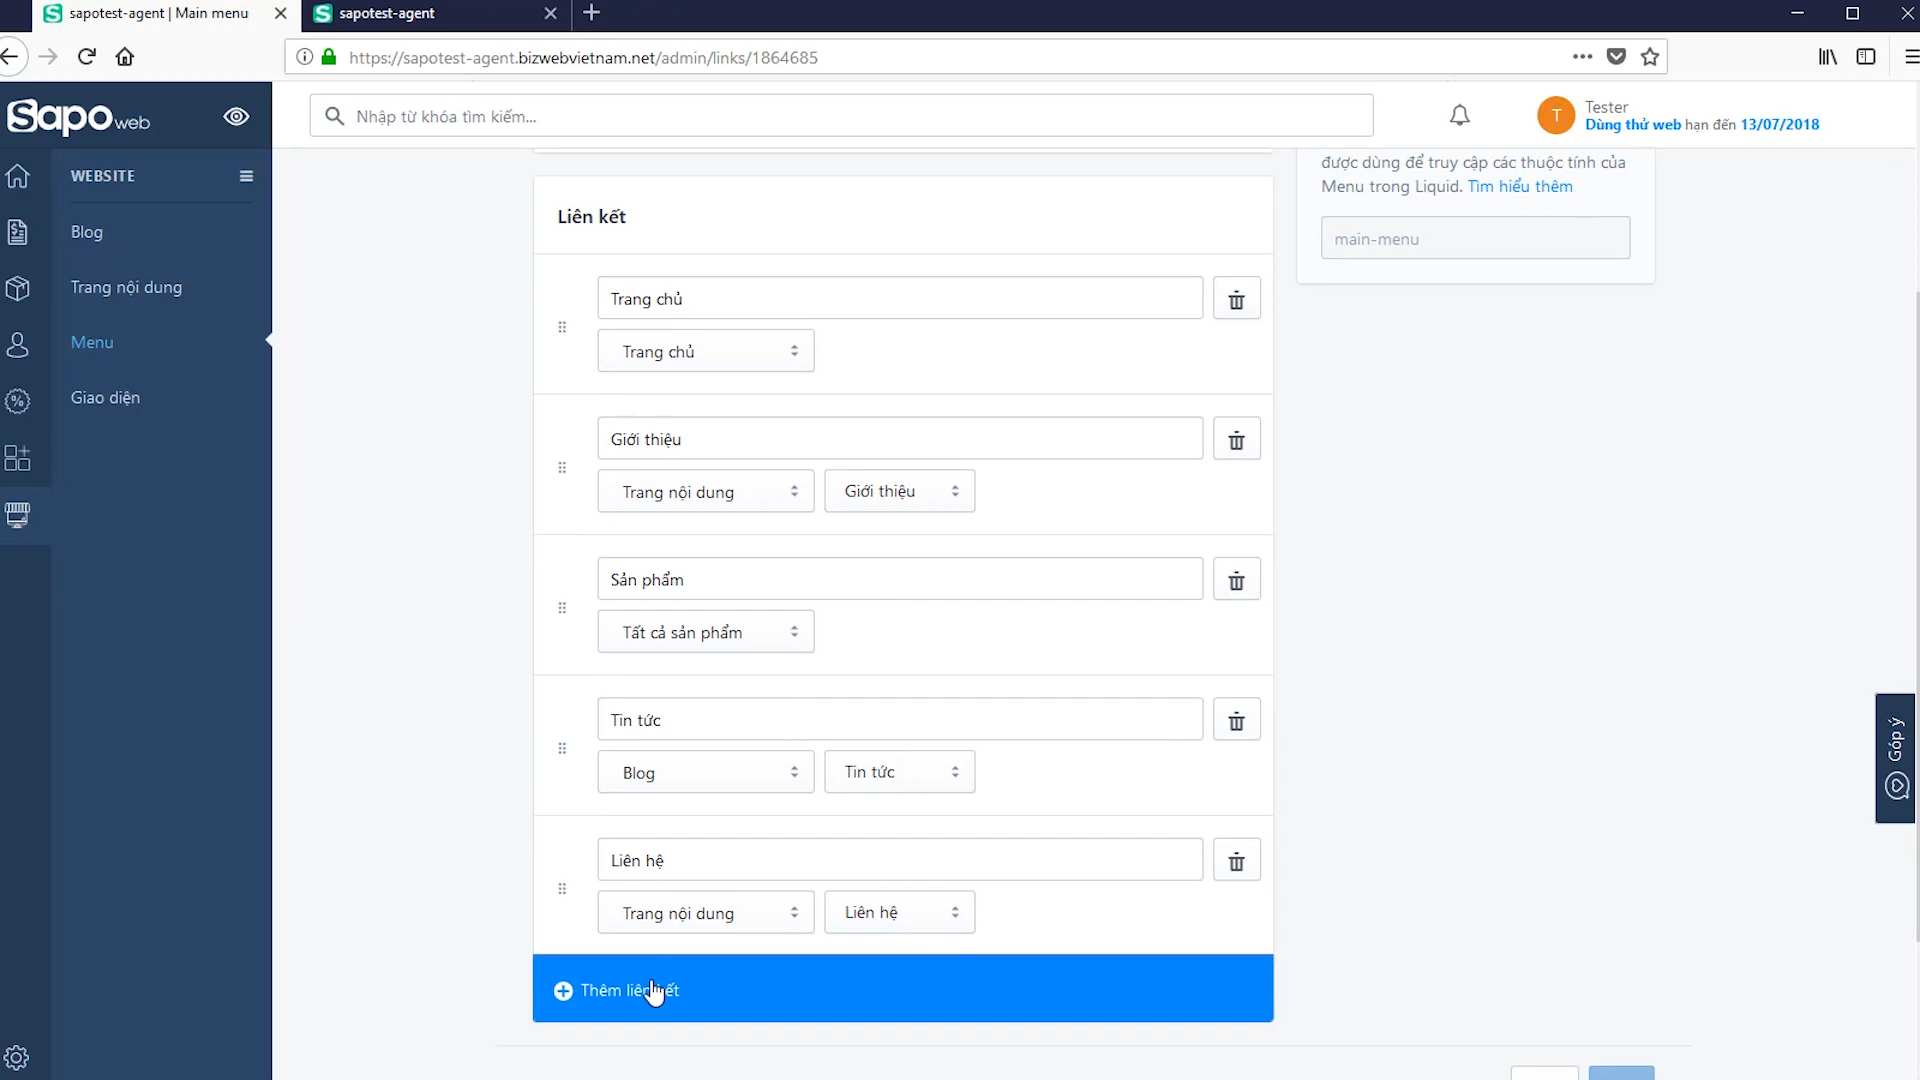 sapotest-agent | Main menu
sapotest-agent
https://sapotest-agent.bizwebvietnam.net/admin/links/1864685
Sapo web
Nhập từ khóa tìm kiếm...
T
Tester
Dùng thử web hạn đến 13/07/2018
WEBSITE
Blog
Trang nội dung
Menu
Giao diện
được dùng để truy cập các thuộc tính của
Menu trong Liquid. Tìm hiểu thêm
main-menu
Liên kết
Trang chủ
Trang chủ
Giới thiệu
Trang nội dung
Giới thiệu
Sản phẩm
Tất cả sản phẩm
Tin tức
Blog
Tin tức
Liên hệ
Trang nội dung
Liên hệ
Thêm liên kết
Góp ý